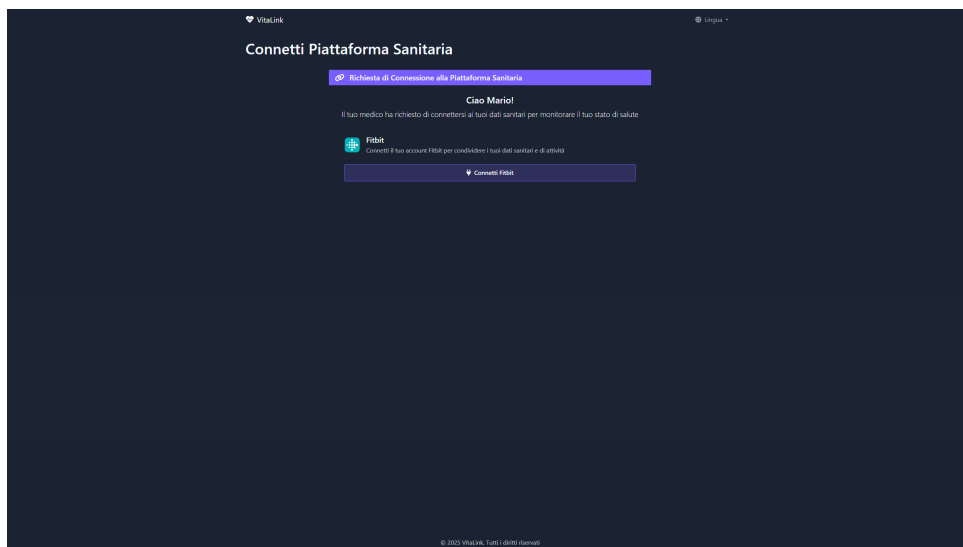 VitaLink
Lingua
Connetti Piattaforma Sanitaria
Richiesta di Connessione alla Piattaforma Sanitaria
Ciao Mario!
Il tuo medico ha richiesto di connettersi ai tuoi dati sanitari per monitorare il tuo stato di salute
Fitbit
Connetti il tuo account Fitbit per condividere i tuoi dati sanitari e di attività
Connetti Fitbit
© 2025 VitaLink. Tutti i diritti riservati